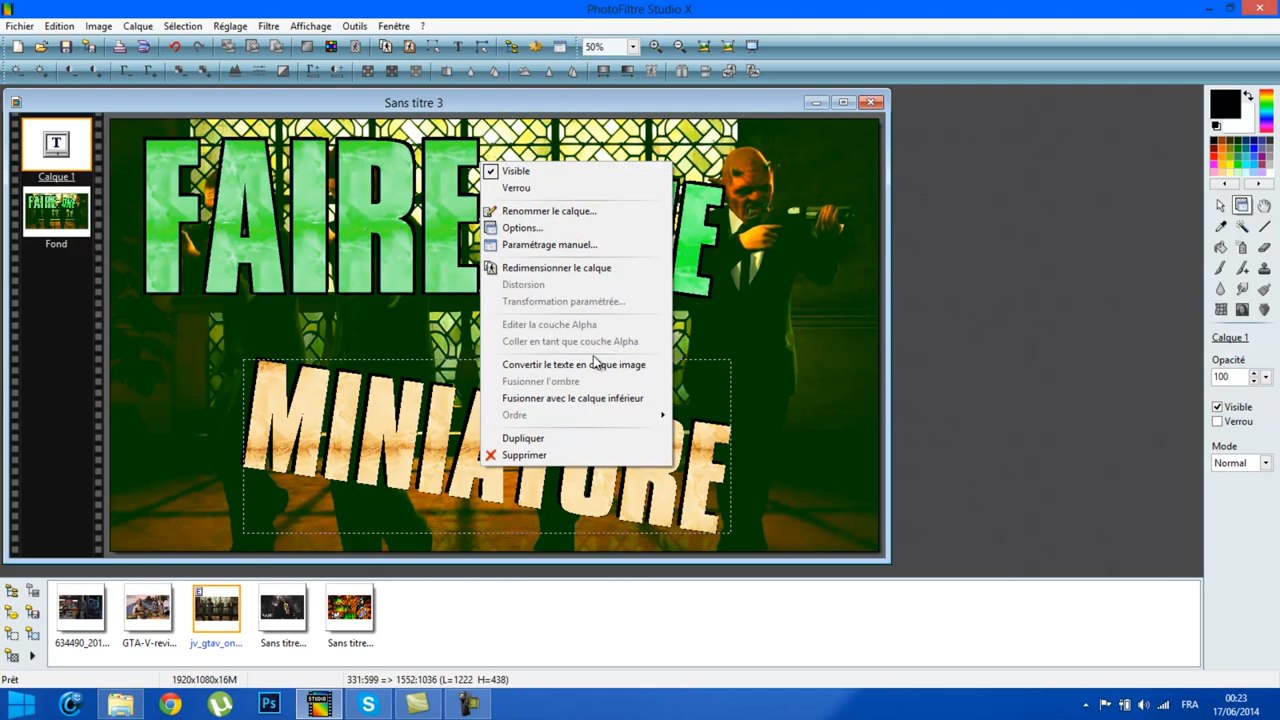 PhotoFiltre Studio X
Fichier Edition Image Calque Sélection Réglage Filtre Affichage Outils Fenêtre ?
50%
Sans titre 3
T
Calque 1
Fond
FAIRE
NE
MINIATURE
Visible
Verrou
Renommer le calque...
Options...
Paramétrage manuel...
Redimensionner le calque
Distorsion
Transformation paramétrée...
Editer la couche Alpha
Coller en tant que couche Alpha
Convertir le texte en calque image
Fusionner l'ombre
Fusionner avec le calque inférieur
Ordre
Dupliquer
Supprimer
Calque 1
Opacité
100
Visible
Verrou
Mode
Normal
634490_201... GTA-V-revi... jv_gtav_on... Sans titre... Sans titre...
Prêt 1920x1080x16M 331:599 => 1552:1036 (L=1222 H=438)
Ps STUDIO S
FRA
00:23
17/06/2014